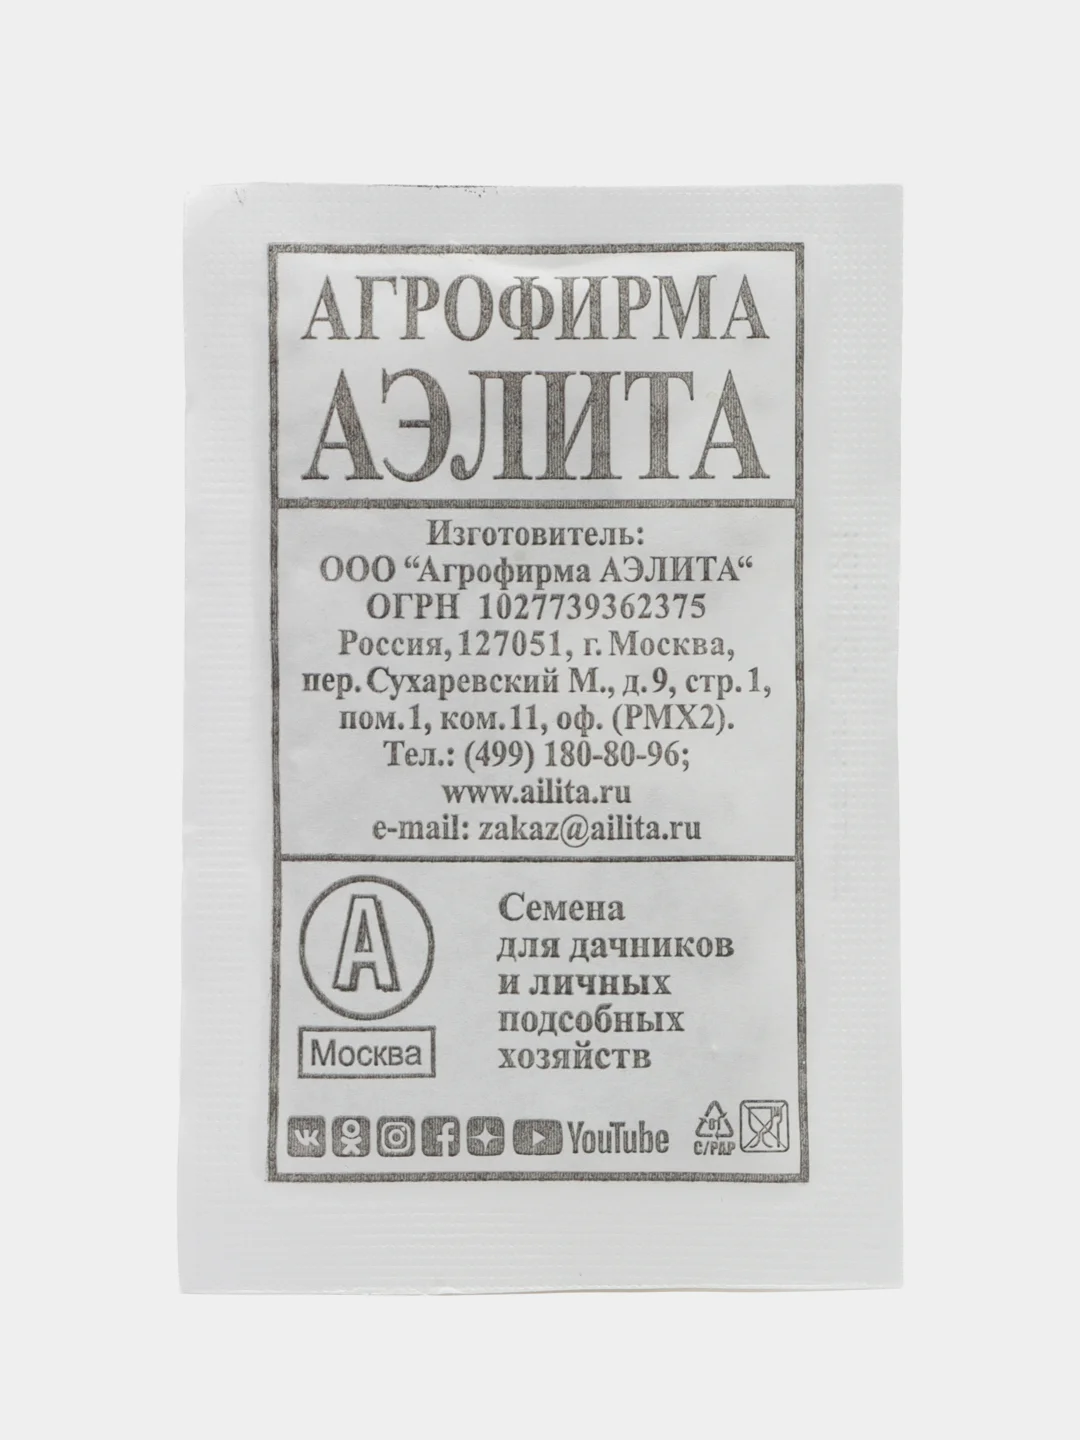 АГРОФИРМА
АЭЛИТА
Изготовитель:
ООО “Агрофирма АЭЛИТА“
ОГРН 1027739362375
Россия, 127051, г. Москва,
пер. Сухаревский М., д. 9, стр. 1,
пом. 1, ком. 11, оф. (РМХ2).
Тел.: (499) 180-80-96;
www.ailita.ru
e-mail: zakaz@ailita.ru
А
Москва
Семена
для дачников
и личных
подсобных
хозяйств
YouTube
C/PAP